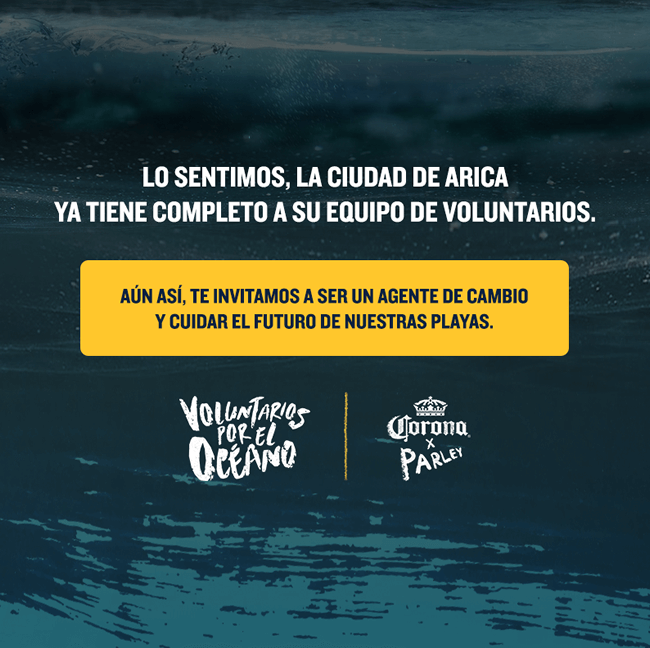 LO SENTIMOS, LA CIUDAD DE ARICA
YA TIENE COMPLETO A SU EQUIPO DE VOLUNTARIOS.
AÚN ASÍ, TE INVITAMOS A SER UN AGENTE DE CAMBIO
Y CUIDAR EL FUTURO DE NUESTRAS PLAYAS.
VOLUNTARIOS
POR EL
OCÉANO
Corona
X
PARLEY